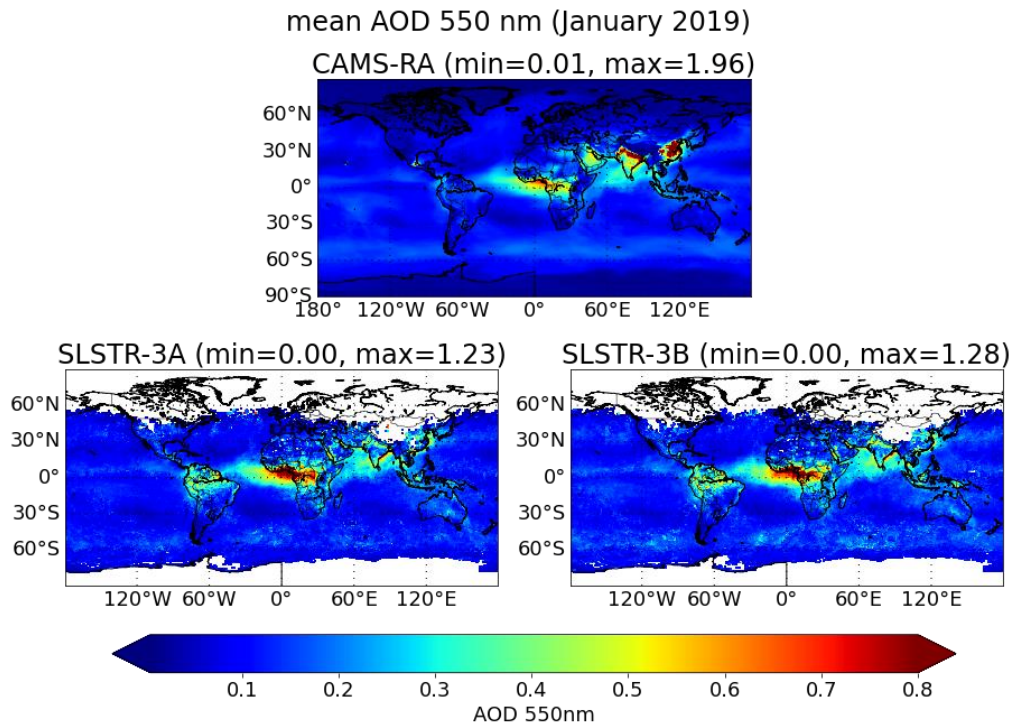 mean AOD 550 nm (January 2019)
CAMS-RA (min=0.01, max=1.96)
60°N
30°N
0°
30°S
60°S
90°S
180° 120°W 60°W 0° 60°E 120°E
SLSTR-3A (min=0.00, max=1.23)
60°N
30°N
0°
30°S
60°S
120°W 60°W 0° 60°E 120°E
SLSTR-3B (min=0.00, max=1.28)
60°N
30°N
0°
30°S
60°S
120°W 60°W 0° 60°E 120°E
0.1 0.2 0.3 0.4 0.5 0.6 0.7 0.8
AOD 550nm